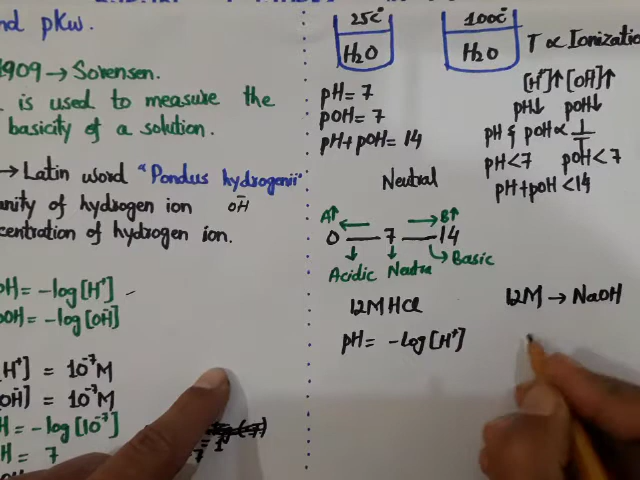 nd pKw.
1909 → Sorensen.
is used to measure the
basicity of a solution.
→ Latin word "Pondus hydrogenii"
anity of hydrogen ion OH⁻
centration of hydrogen ion.
pH = -log[H⁺]
pOH = -log[OH⁻]
[H⁺] = 10⁻⁷M
[OH⁻] = 10⁻⁷M
H = -log[10⁻⁷]
H = 7
25°C
H₂O
pH = 7
pOH = 7
pH + pOH = 14
Neutral
100°C
H₂O
T ∝ Ionizatio
[H⁺]↑ [OH⁻]↑
pH↓ pOH↓
pH & pOH ∝ 1/T
pH < 7 pOH < 7
pH + pOH < 14
A↑ ← → B↑
0 — 7 — 14
Acidic Neutra Basic
12M HCl
pH = -log[H⁺]
12M → NaOH